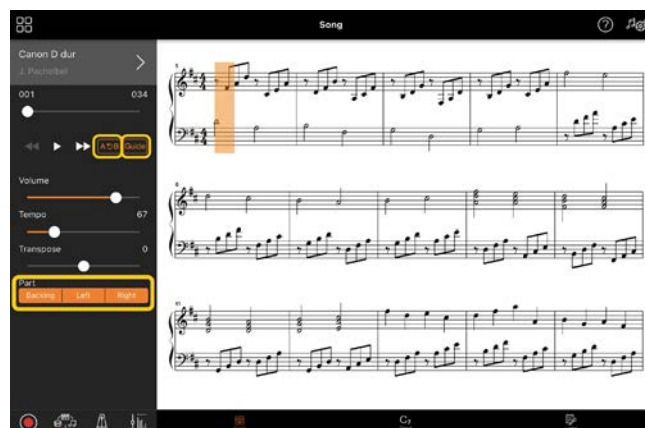 Song
Canon D dur
J. Pachelbel
001 034
A B Guide
Volume
Tempo 67
Transpose 0
Part
Backing Left Right
C7